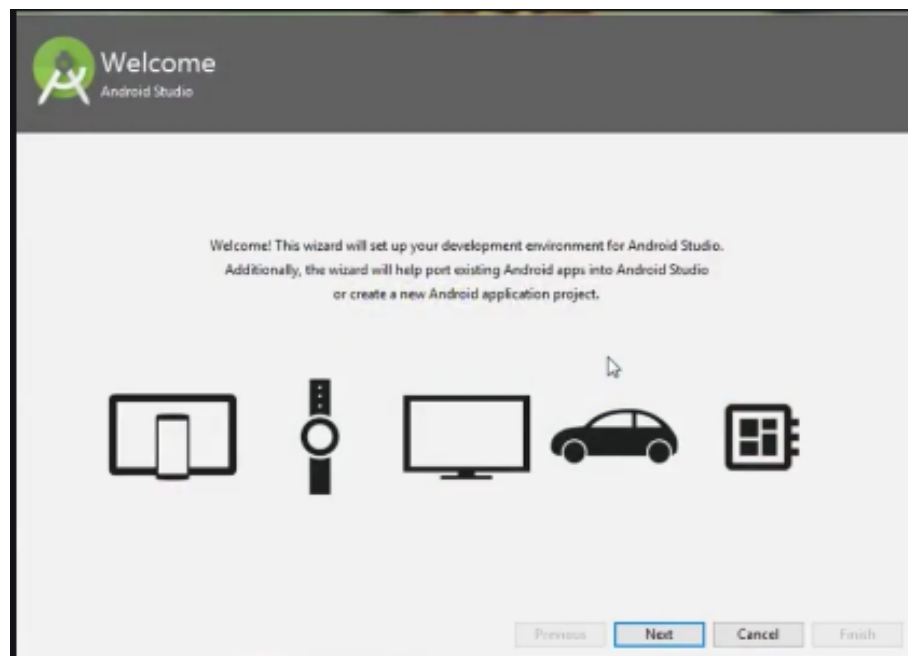 Welcome
Android Studio
Welcome! This wizard will set up your development environment for Android Studio.
Additionally, the wizard will help port existing Android apps into Android Studio
or create a new Android application project.
Previous Next Cancel Finish